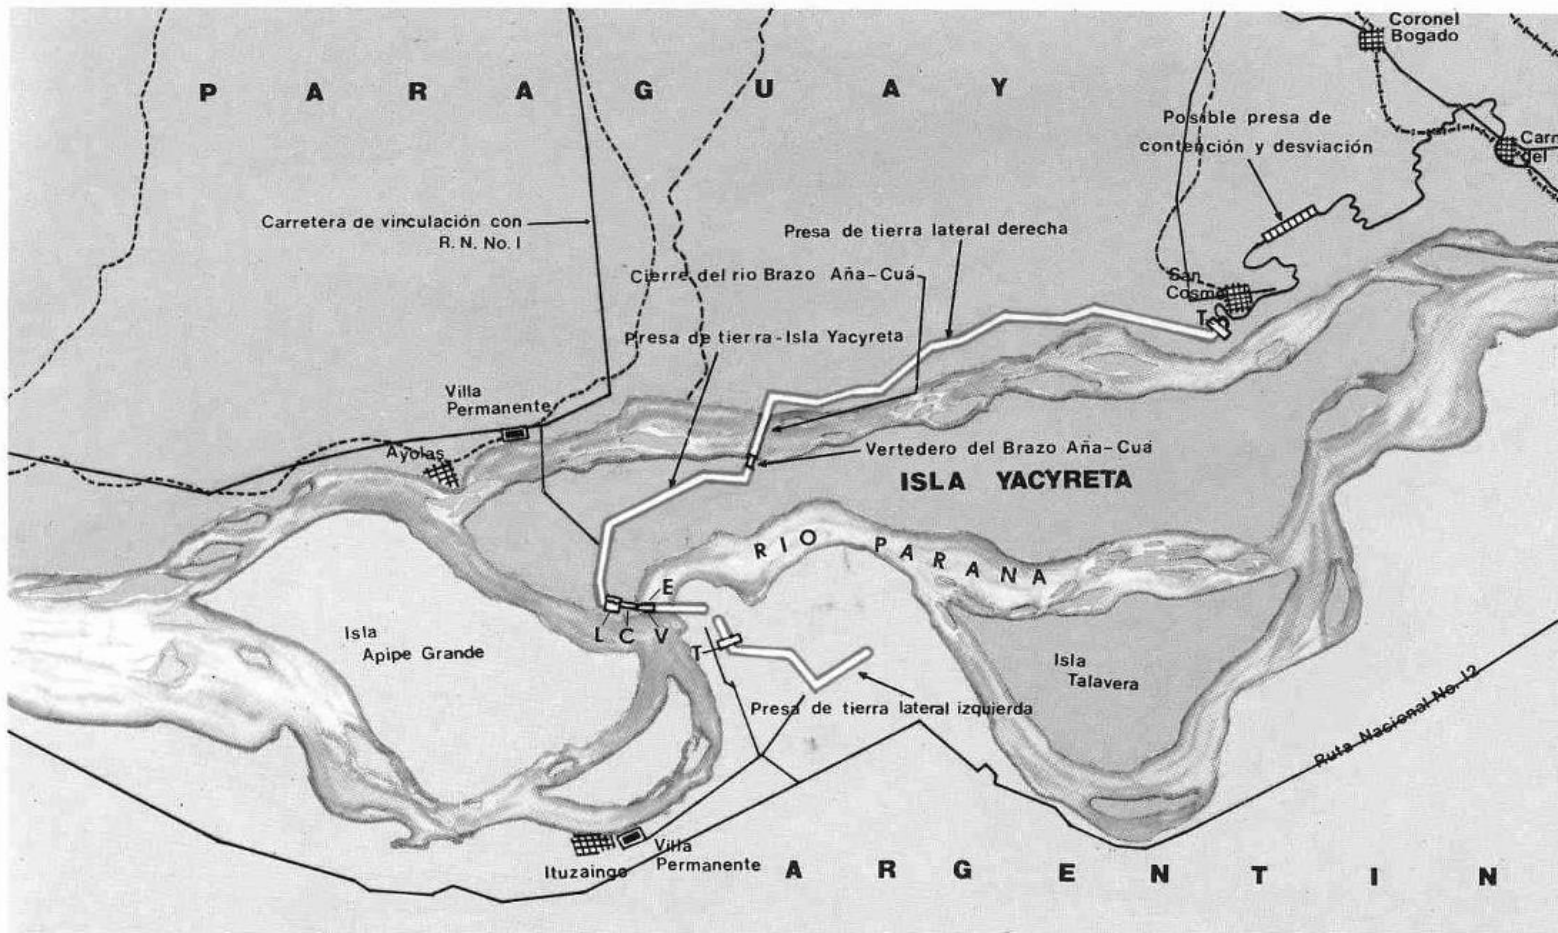 Coronel
Bogado
P A R A G U A Y
Posible presa de
contención y desviación
Carm
del
Carretera de vinculación con
R. N. No. I
Presa de tierra lateral derecha
Cierre del rio Brazo Aña-Cuá
San
Cosme
T
Presa de tierra-Isla Yacyreta
Villa
Permanente
Ayolas
Vertedero del Brazo Aña-Cuá
ISLA YACYRETA
RIO PARANA
E
L C V
Isla
Apipe Grande
T
Isla
Talavera
Presa de tierra lateral izquierda
Ruta Nacional No. 12
Villa
Permanente
Ituzaingo
A R G E N T I N